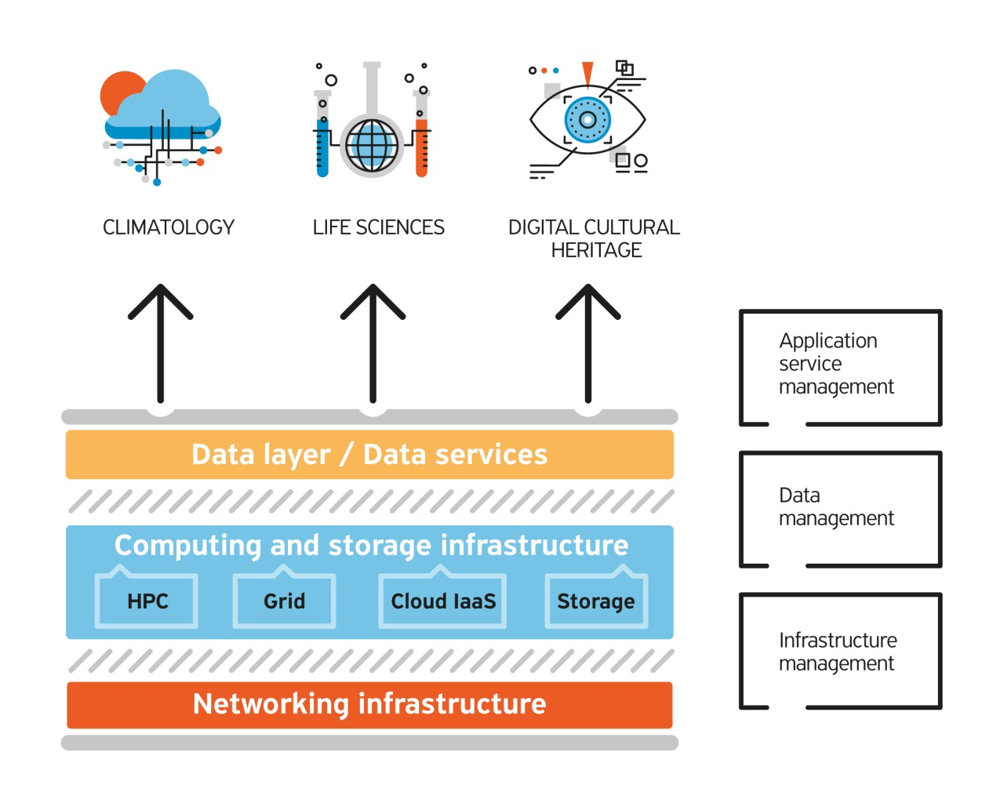 CLIMATOLOGY
LIFE SCIENCES
DIGITAL CULTURAL
HERITAGE
Application
service
management
Data layer / Data services
Data
management
Computing and storage infrastructure
HPC
Grid
Cloud IaaS
Storage
Infrastructure
management
Networking infrastructure